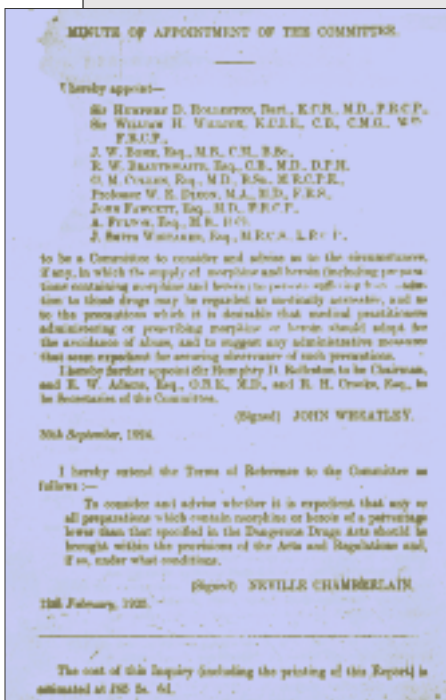 MINUTE OF APPOINTMENT OF THE COMMITTEE.
I hereby appoint—
Sir Humphry D. Rolleston, Bart., K.C.B., M.D., F.R.C.P.,
Sir William H. Willcox, K.C.I.E., C.B., C.M.G., M.D.,
F.R.C.P.,
J. W. Bone, Esq., M.B., C.M., B.Sc.,
R. W. Branthwaite, Esq., C.B., M.D., D.P.H.
G. M. Cullen, Esq., M.D., B.Sc., M.R.C.P.E.,
Professor W. E. Dixon, M.A., M.D., F.R.S.,
John Fawcett, Esq., M.D., F.R.C.P.,
A. Fulton, Esq., M.B.,
J. Smith Whitaker, Esq., M.R.C.S., L.R.C.P.,
to be a Committee to consider and advise as to the circumstances,
if any, in which the supply of morphine and heroin (including prepara-
tions containing morphine and heroin) to persons suffering from addic-
tion to those drugs may be regarded as medically advisable, and as
to the precautions which it is desirable that medical practitioners
administering or prescribing morphine or heroin should adopt for
the avoidance of abuse, and to suggest any administrative measures
that seem expedient for securing observance of such precautions.
I hereby further appoint Sir Humphry D. Rolleston to be Chairman,
and E. W. Adams, Esq., O.B.E., M.D., and R. H. Crooke, Esq., to
be Secretaries of the Committee.
(Signed) JOHN WHEATLEY.
30th September, 1924.
I hereby extend the Terms of Reference to the Committee as
follows :—
To consider and advise whether it is expedient that any or
all preparations which contain morphine or heroin of a percentage
lower than that specified in the Dangerous Drugs Acts should be
brought within the provisions of the Acts and Regulations and,
if so, under what conditions.
(Signed) NEVILLE CHAMBERLAIN.
12th February, 1925.
The cost of this Inquiry (including the printing of this Report) is
estimated at